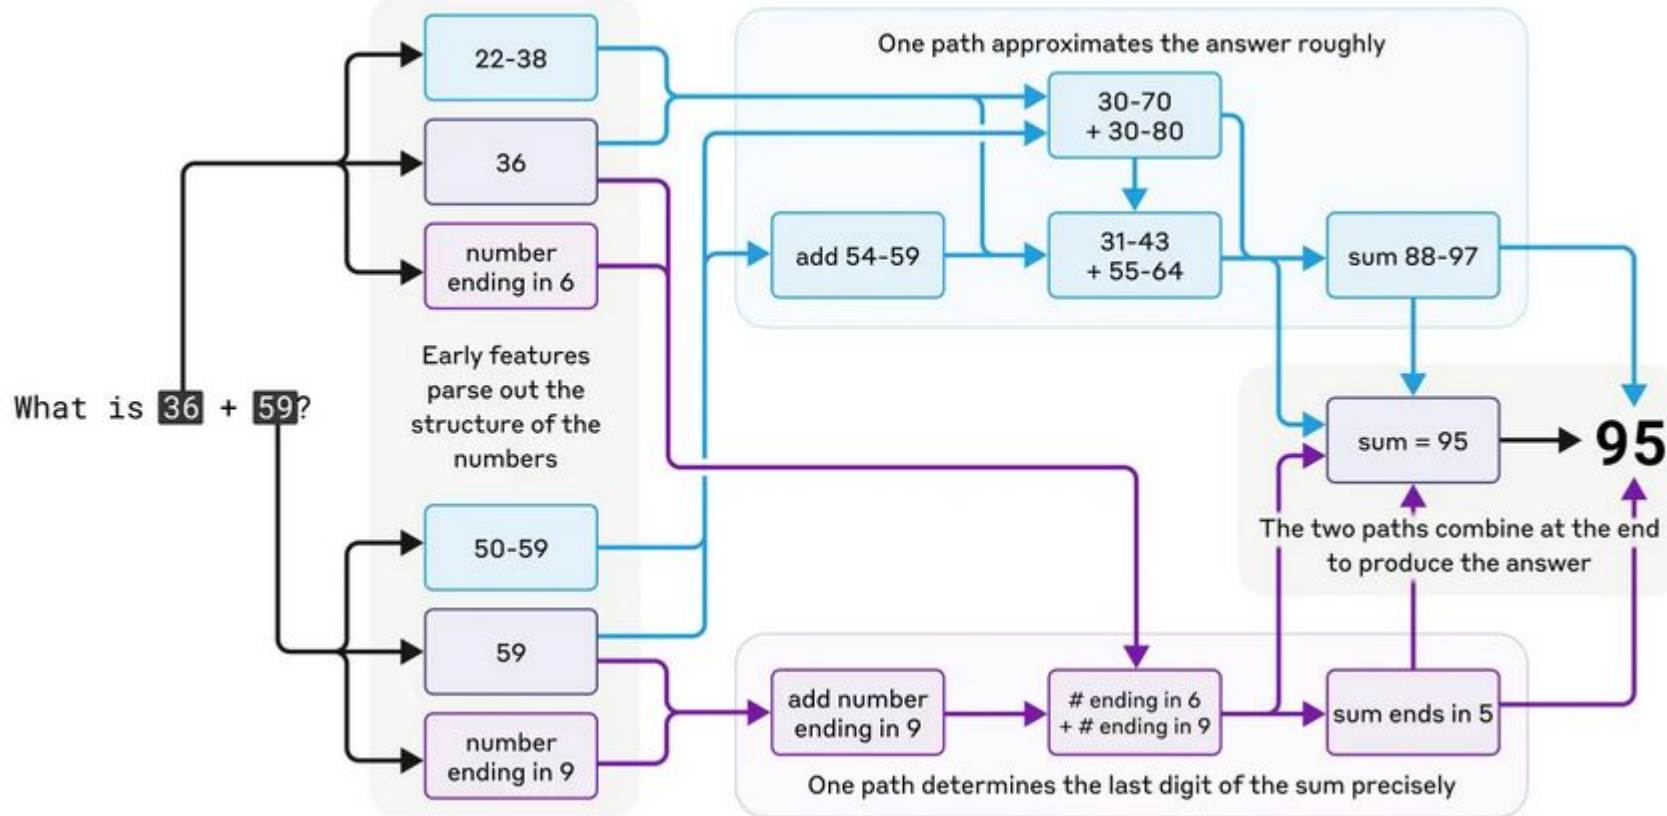 What is 36 + 59?
22-38
36
number
ending in 6
Early features
parse out the
structure of the
numbers
50-59
59
number
ending in 9
One path approximates the answer roughly
30-70
+ 30-80
add 54-59
31-43
+ 55-64
sum 88-97
sum = 95
95
The two paths combine at the end
to produce the answer
add number
ending in 9
# ending in 6
+ # ending in 9
sum ends in 5
One path determines the last digit of the sum precisely